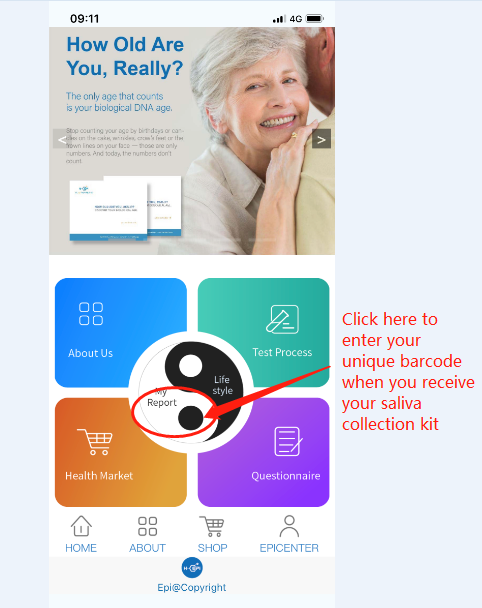 09:11
4G
How Old Are
You, Really?
The only age that counts
is your biological DNA age.
Stop counting your age by birthdays or can-
dles on the cake, wrinkles, crow's feet or the
frown lines on your face — those are only
numbers. And today, the numbers don't
count.
<
>
About Us
Test Process
My
Report
Life
style
Health Market
Questionnaire
Click here to
enter your
unique barcode
when you receive
your saliva
collection kit
HOME
ABOUT
SHOP
EPICENTER
Epi@Copyright